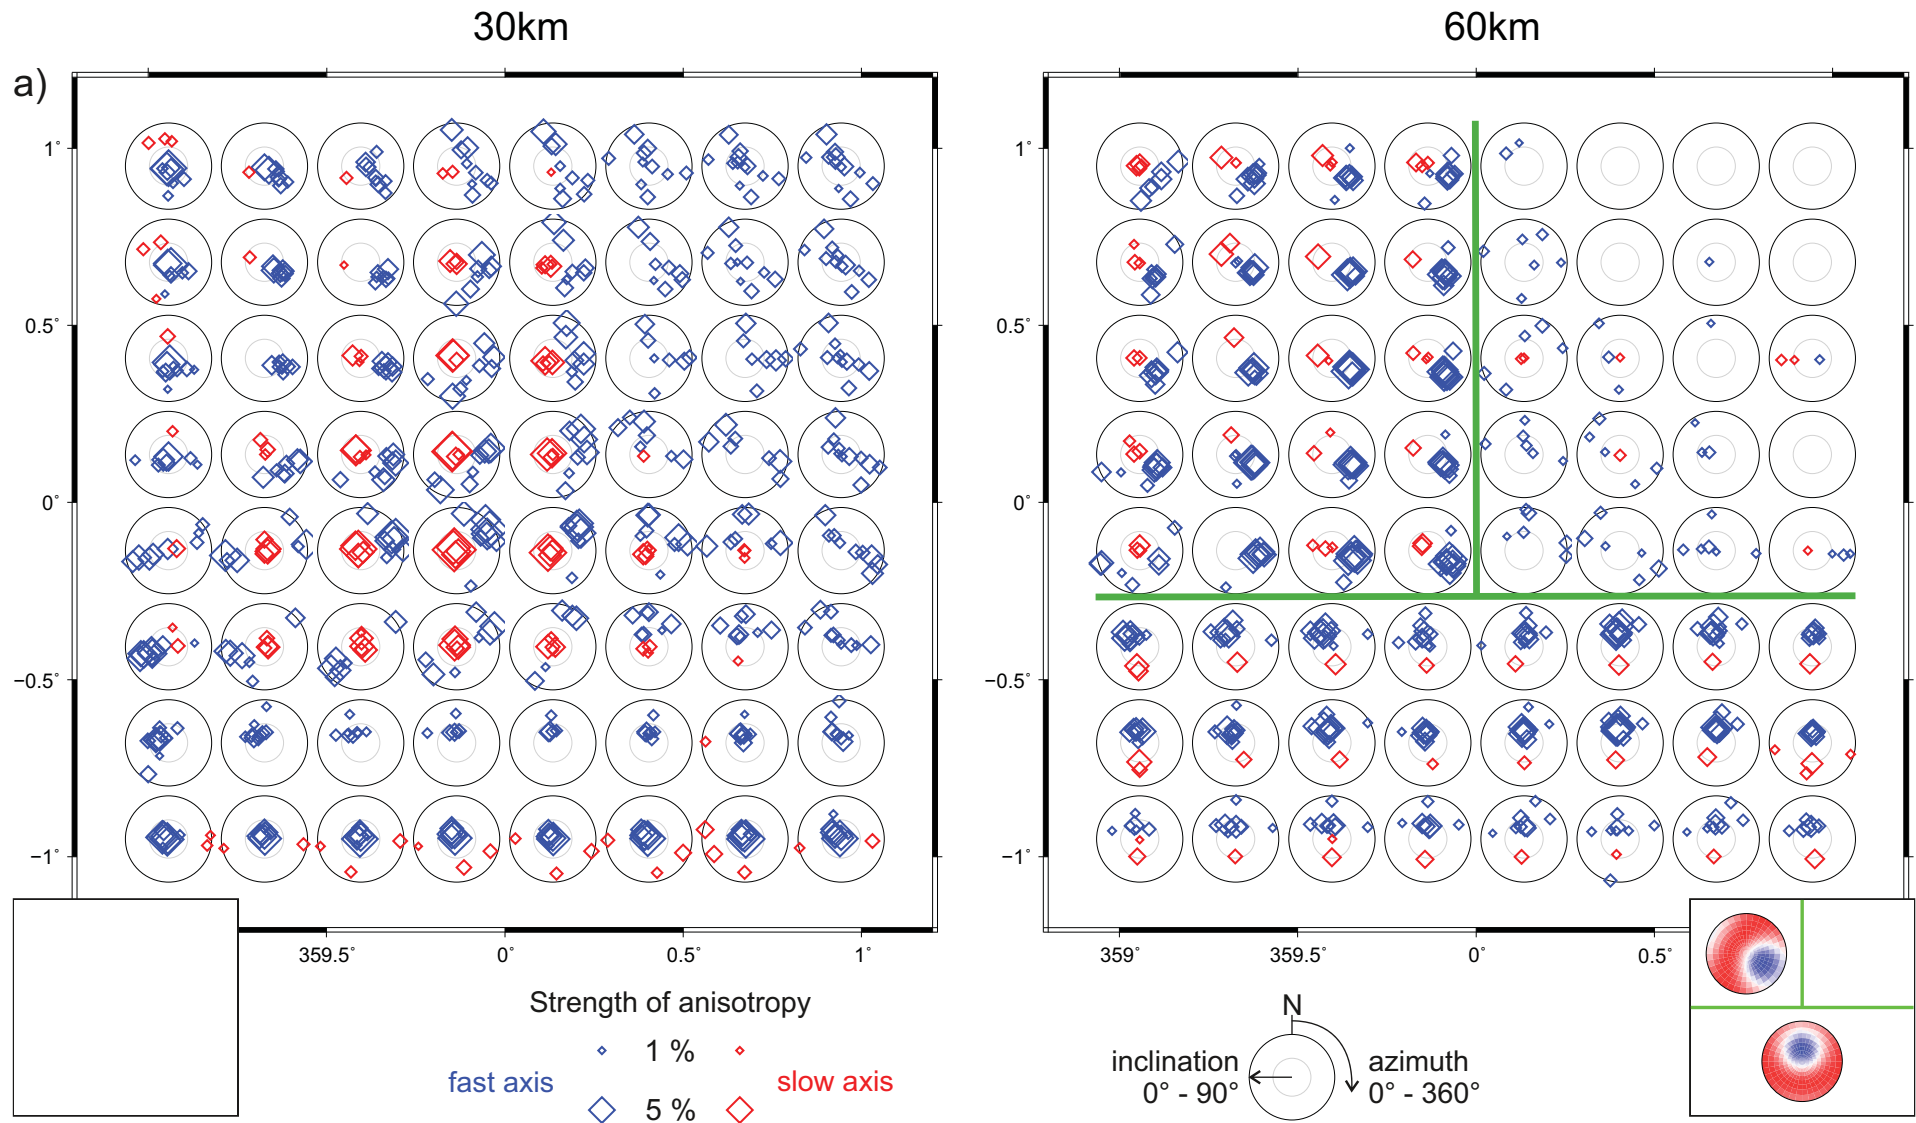 30km
60km
a)
1°
0.5°
0°
−0.5°
−1°
1°
0.5°
0°
−0.5°
−1°
359.5°
0°
0.5°
1°
359°
359.5°
0°
0.5°
Strength of anisotropy
1 %
fast axis
slow axis
5 %
N
inclination
0° - 90°
azimuth
0° - 360°